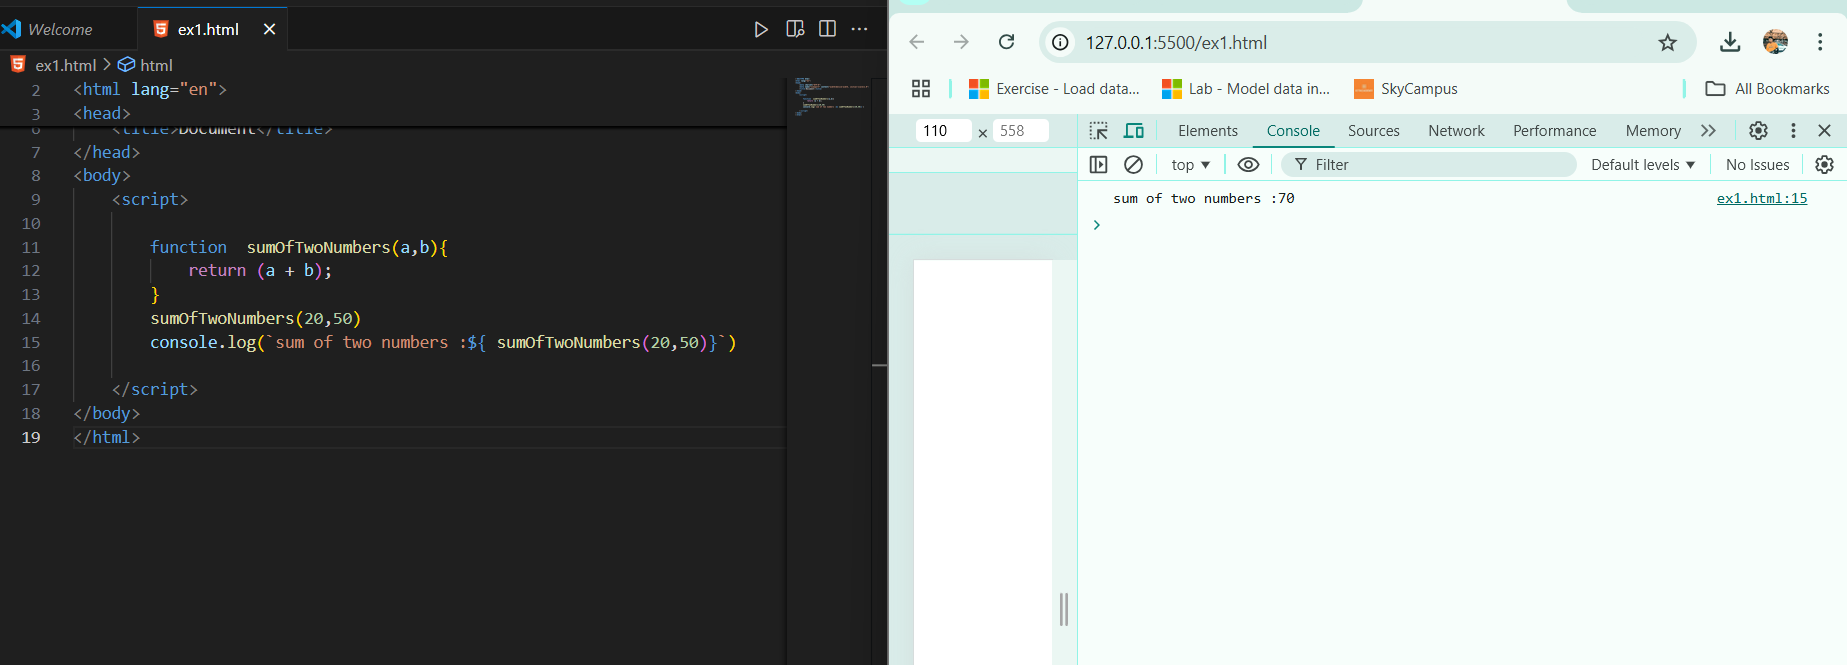 Welcome
ex1.html
ex1.html > html
2 <html lang="en">
3 <head>
6 <title>Document</title>
7 </head>
8 <body>
9 <script>
10
11 function  sumOfTwoNumbers(a,b){
12 return (a + b);
13 }
14 sumOfTwoNumbers(20,50)
15 console.log(`sum of two numbers :${ sumOfTwoNumbers(20,50)}`)
16
17 </script>
18 </body>
19 </html>
127.0.0.1:5500/ex1.html
Exercise - Load data... Lab - Model data in... SkyCampus All Bookmarks
110 × 558 Elements Console Sources Network Performance Memory
top Filter Default levels No Issues
sum of two numbers :70 ex1.html:15